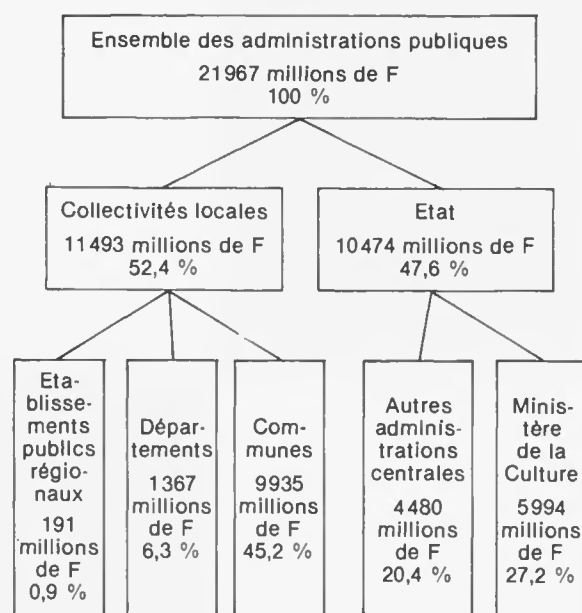 Ensemble des administrations publiques
21967 millions de F
100 %
Collectivités locales
11493 millions de F
52,4 %
Etat
10474 millions de F
47,6 %
Eta-
blisse-
ments
publics
régio-
naux
191
millions
de F
0,9 %
Dépar-
tements
1367
millions
de F
6,3 %
Com-
munes
9935
millions
de F
45,2 %
Autres
adminis-
trations
centrales
4480
millions
de F
20,4 %
Minis-
tère
de la
Culture
5994
millions
de F
27,2 %